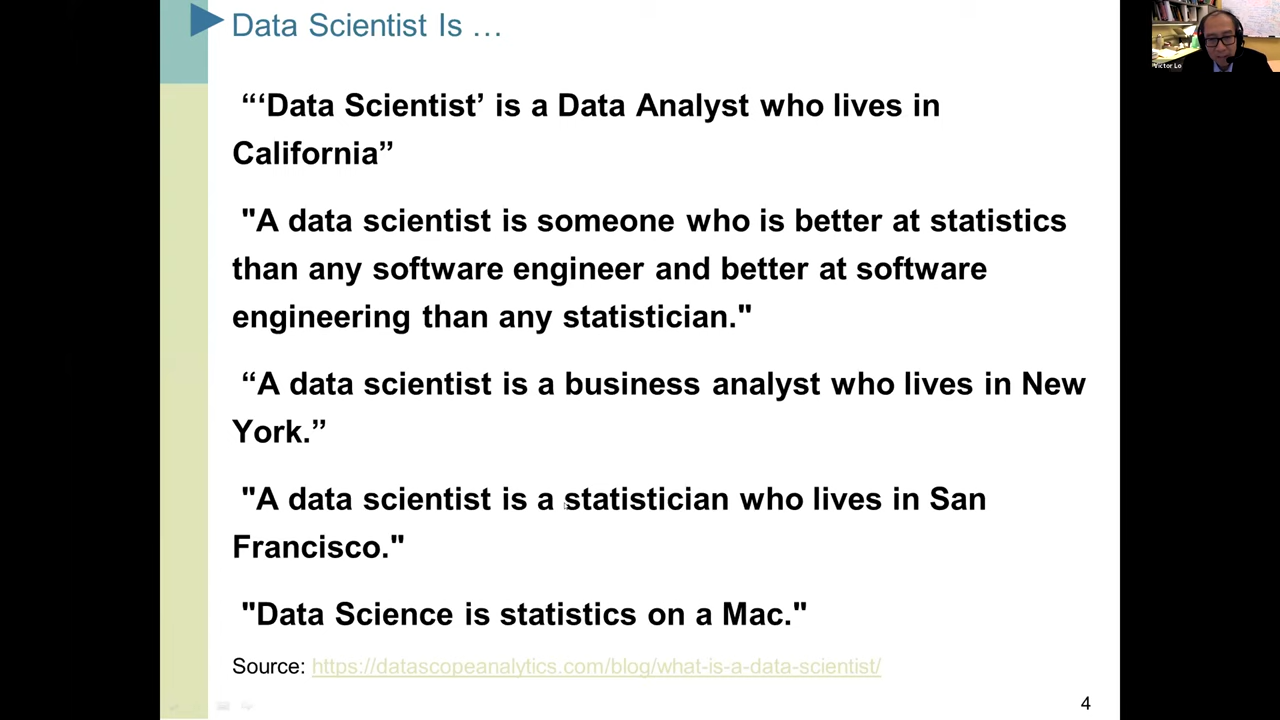 Data Scientist Is …
“‘Data Scientist’ is a Data Analyst who lives in
California”
"A data scientist is someone who is better at statistics
than any software engineer and better at software
engineering than any statistician."
“A data scientist is a business analyst who lives in New
York.”
"A data scientist is a statistician who lives in San
Francisco."
"Data Science is statistics on a Mac."
Source: https://datascopeanalytics.com/blog/what-is-a-data-scientist/
4
Victor Lo